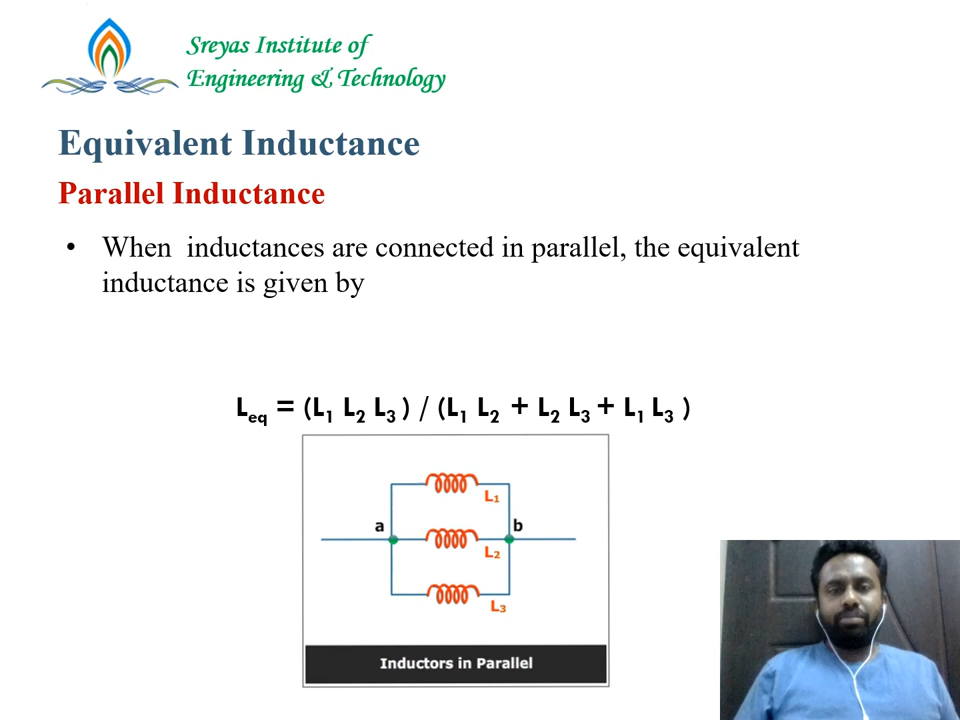 Sreyas Institute of
Engineering & Technology
Equivalent Inductance
Parallel Inductance
• When inductances are connected in parallel, the equivalent
inductance is given by
Leq = (L1 L2 L3 ) / (L1 L2 + L2 L3 + L1 L3 )
L1
a
b
L2
L3
Inductors in Parallel